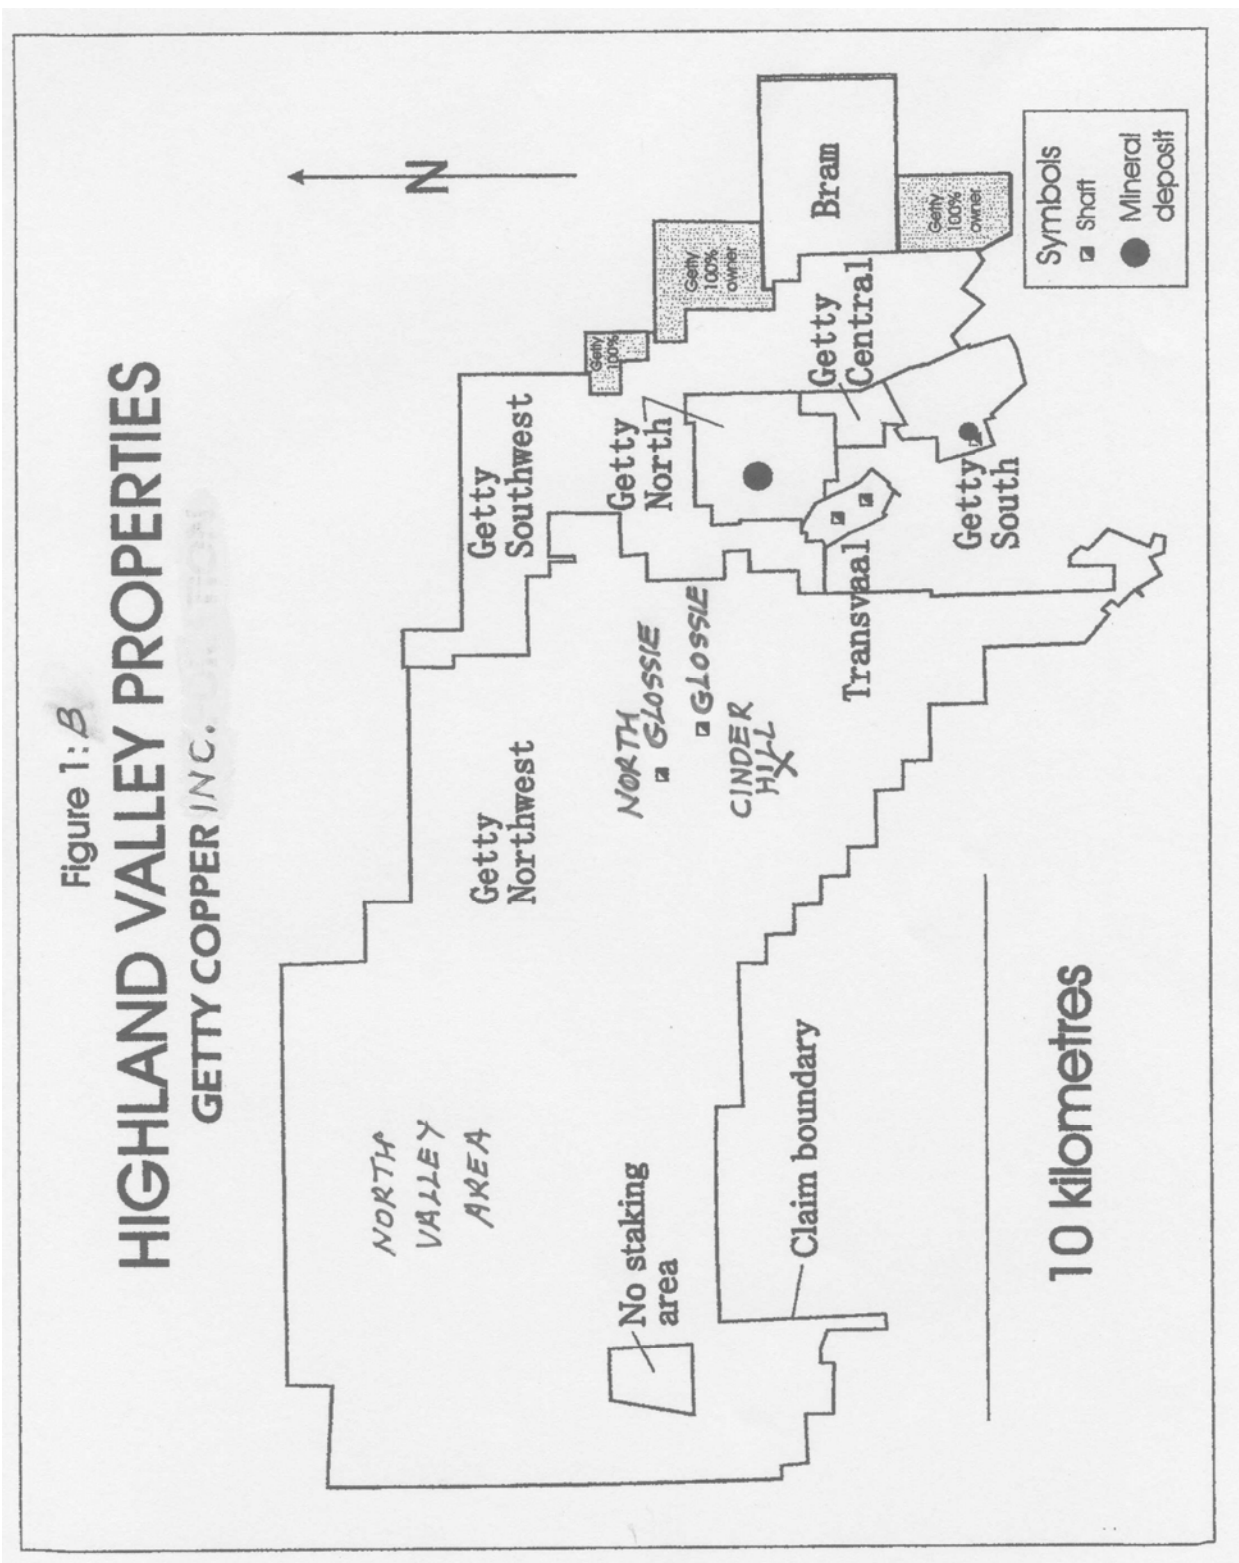 Figure 1: B
HIGHLAND VALLEY PROPERTIES
GETTY COPPER INC.
N
NORTH
VALLEY
AREA
Getty
Northwest
Getty
Southwest
Getty
100%
Getty
100%
owner
Bram
Getty
100%
owner
Getty
North
Getty
Central
NORTH
GLOSSIE
GLOSSIE
CINDER
HILL
X
Transvaal
Getty
South
No staking
area
Claim boundary
10 kilometres
Symbols
Shaft
Mineral
deposit